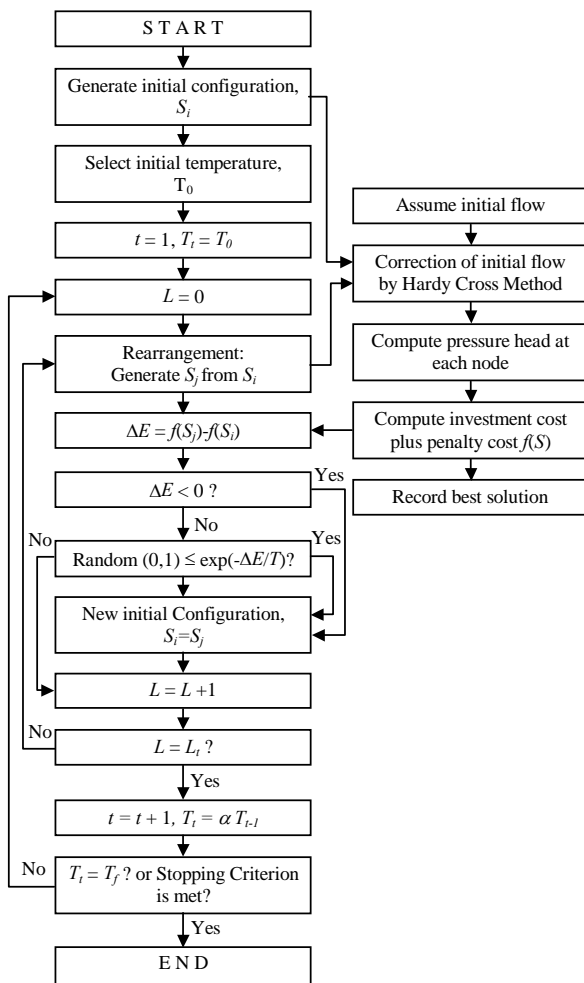 S T A R T
Generate initial configuration,
Sᵢ
Select initial temperature,
T₀
t = 1, Tₜ = T₀
L = 0
Rearrangement:
Generate Sⱼ from Sᵢ
ΔE = f(Sⱼ)-f(Sᵢ)
ΔE < 0 ?
Yes
No
No
Random (0,1) ≤ exp(-ΔE/T)?
Yes
New initial Configuration,
Sᵢ=Sⱼ
L = L +1
No
L = Lₜ ?
Yes
t = t + 1, Tₜ = α Tₜ₋₁
No
Tₜ = T_f ? or Stopping Criterion
is met?
Yes
E N D
Assume initial flow
Correction of initial flow
by Hardy Cross Method
Compute pressure head at
each node
Compute investment cost
plus penalty cost f(S)
Record best solution